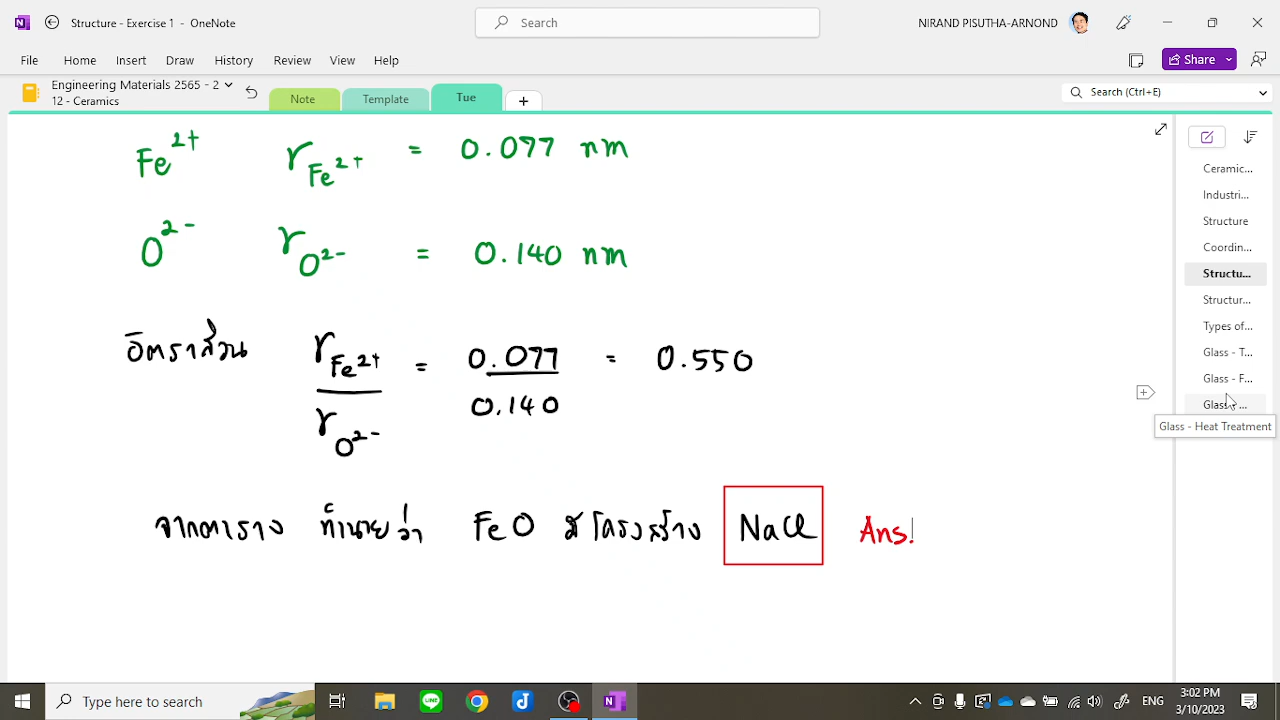 Structure - Exercise 1 - OneNote
Search
NIRAND PISUTHA-ARNOND
File Home Insert Draw History Review View Help
Share
Engineering Materials 2565 - 2
12 - Ceramics
Note Template Tue
Search (Ctrl+E)
Fe2+ rFe2+ = 0.077 nm
O2- rO2- = 0.140 nm
อัตราส่วน rFe2+ = 0.077 = 0.550
rO2- 0.140
จากตาราง ทำนายว่า FeO มีโครงสร้าง NaCl Ans!
Ceramic...
Industri...
Structure
Coordin...
Structu...
Structur...
Types of...
Glass - T...
Glass - F...
Glass ...
Glass - Heat Treatment
Type here to search
ENG
3:02 PM
3/10/2023